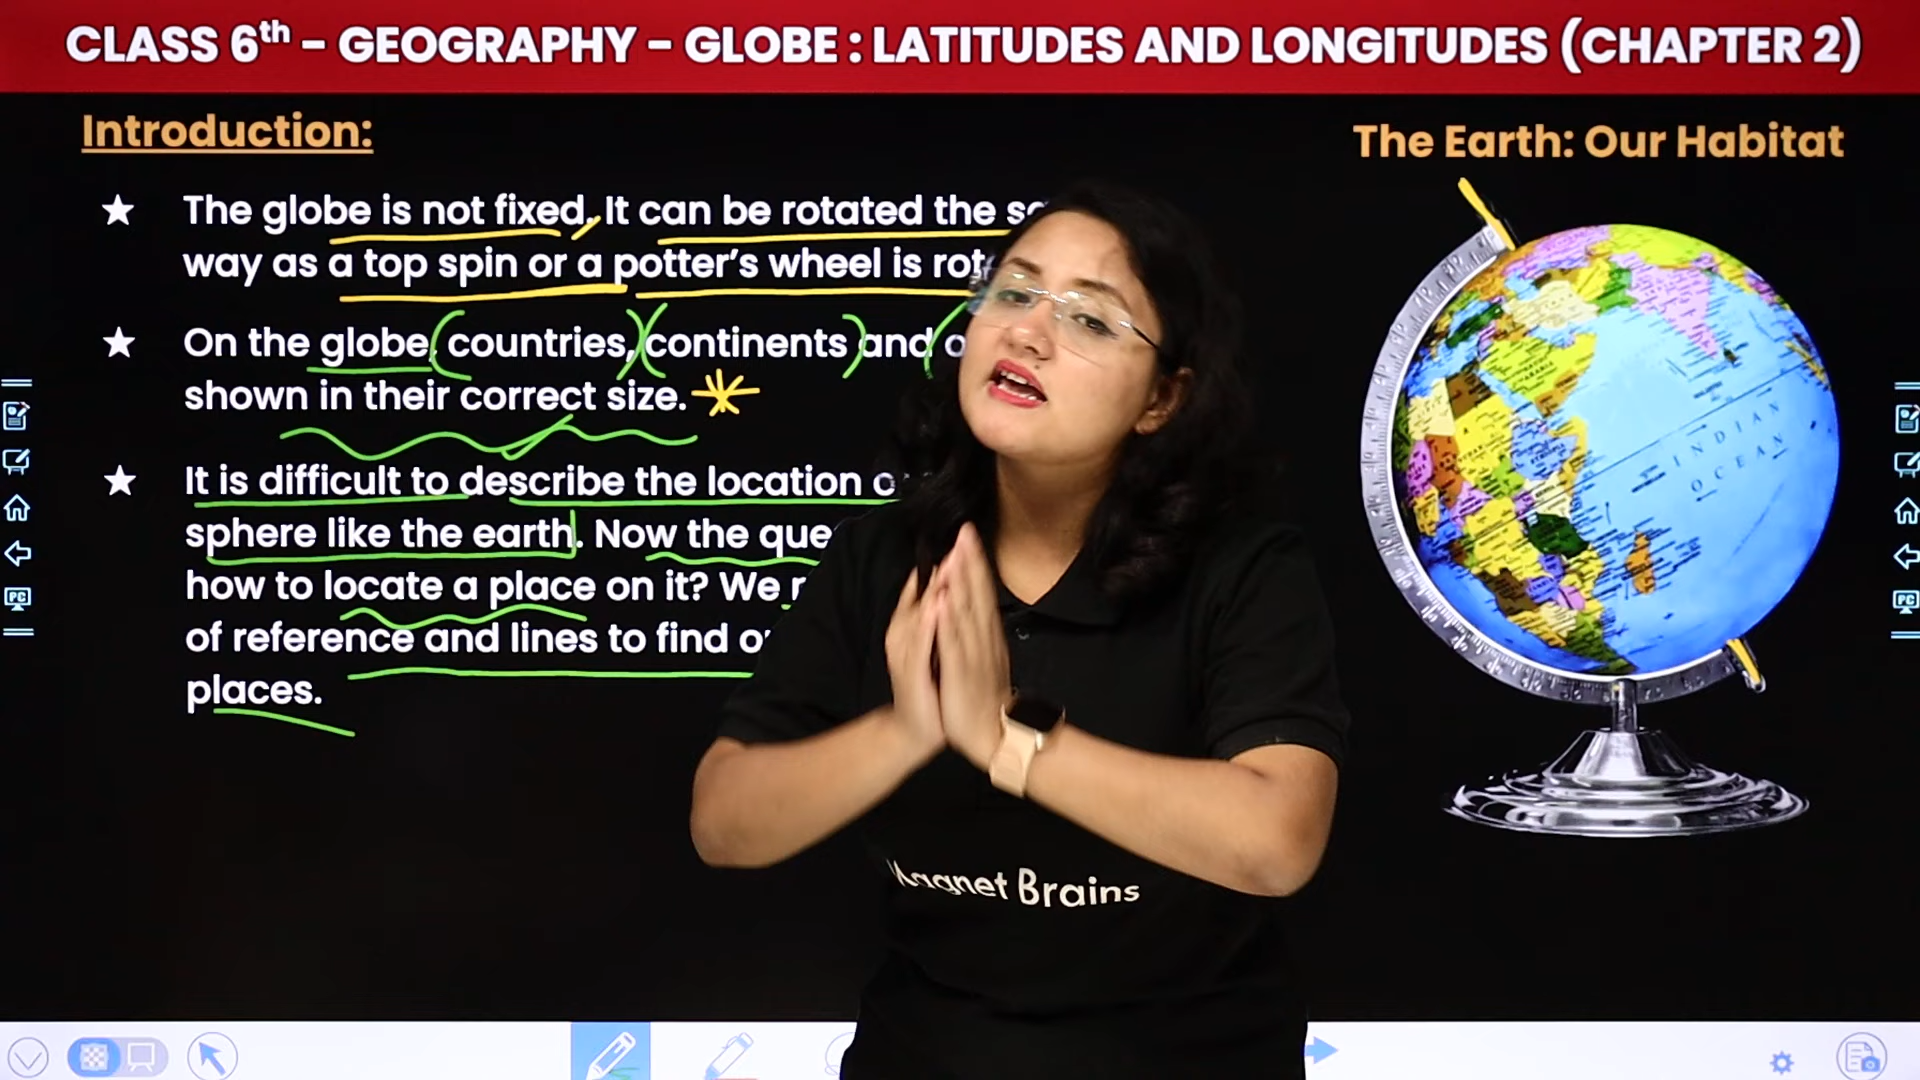 CLASS 6th – GEOGRAPHY – GLOBE : LATITUDES AND LONGITUDES (CHAPTER 2)
Introduction:
The Earth: Our Habitat
★ The globe is not fixed. It can be rotated the
way as a top spin or a potter's wheel is
★ On the globe, countries, continents and
shown in their correct size.
★ It is difficult to describe the location
sphere like the earth. Now the
how to locate a place on it? We
of reference and lines to find
places.
INDIAN
OCEAN
Magnet Brains
PC
PC